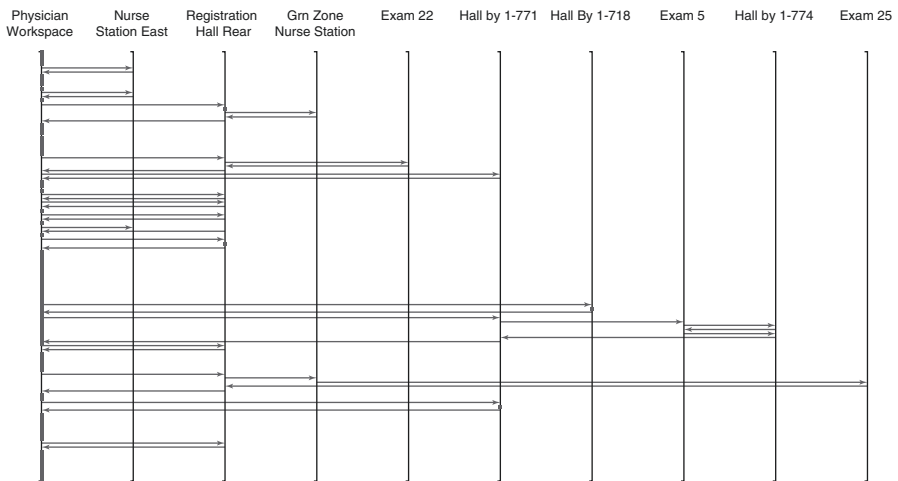 Physician Workspace
Nurse Station East
Registration Hall Rear
Grn Zone Nurse Station
Exam 22
Hall by 1-771
Hall By 1-718
Exam 5
Hall by 1-774
Exam 25